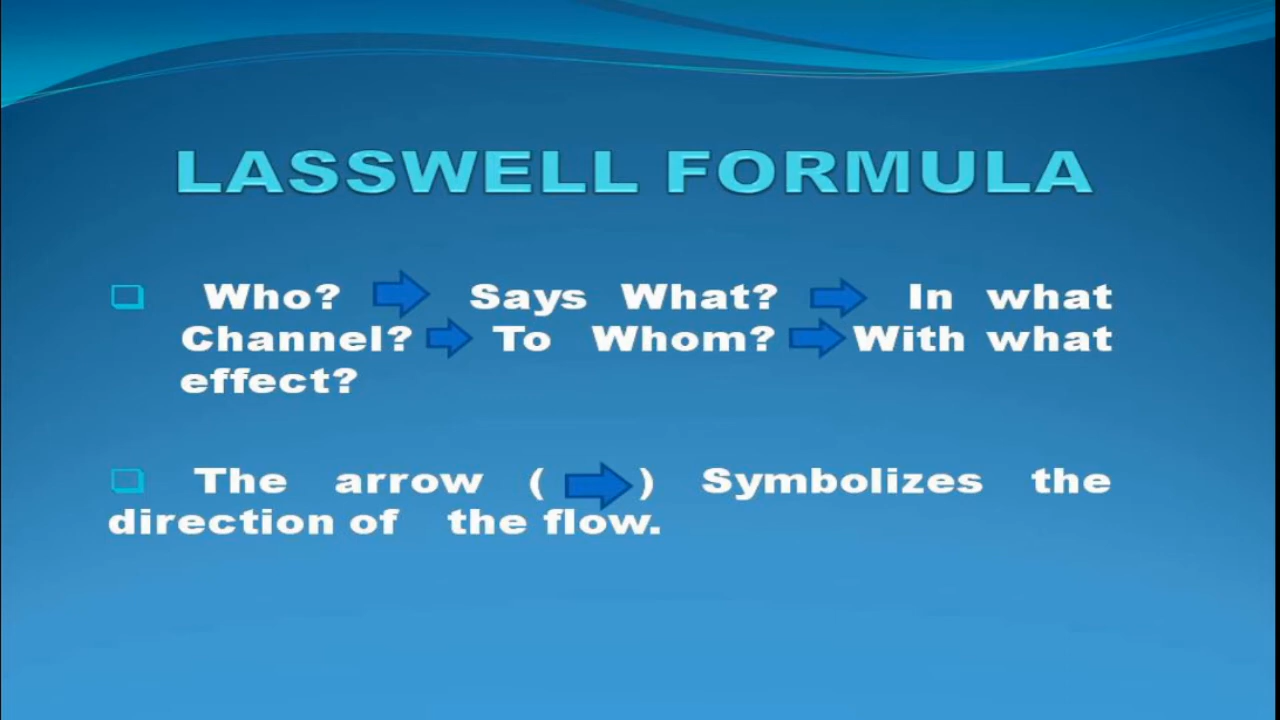 LASSWELL FORMULA
Who? Says What? In what
Channel? To Whom? With what
effect?
The arrow ( ) Symbolizes the
direction of the flow.